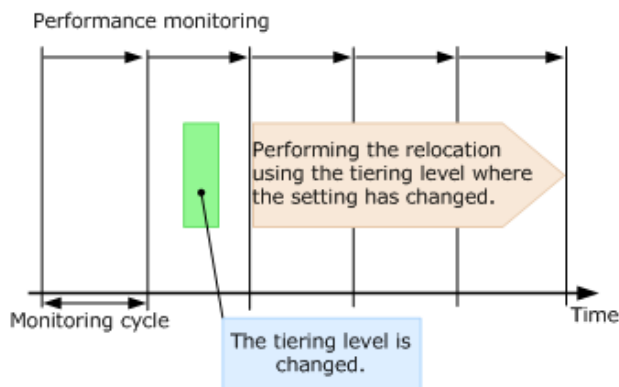 Performance monitoring
Performing the relocation
using the tiering level where
the setting has changed.
Monitoring cycle
Time
The tiering level is
changed.